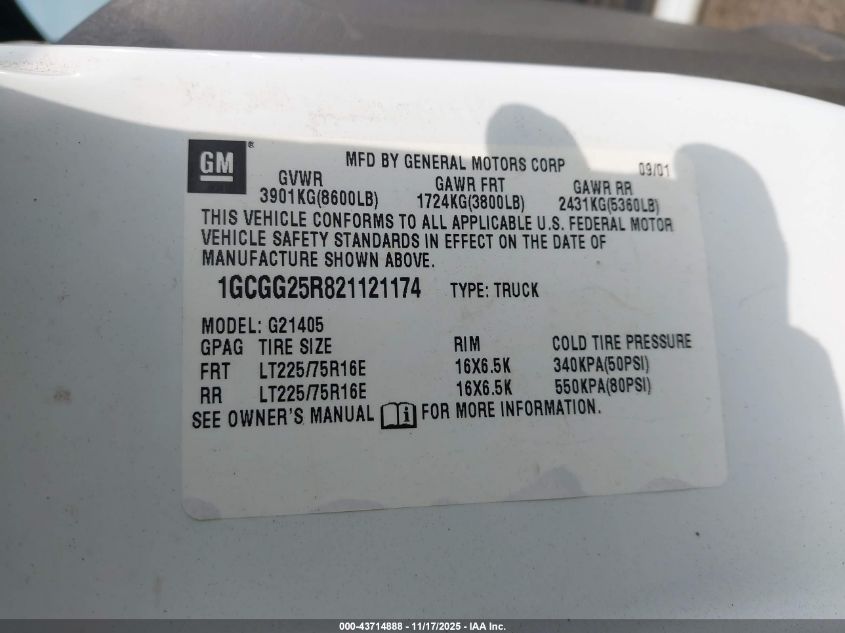 GM®
MFD BY GENERAL MOTORS CORP 09/01
GVWR GAWR FRT GAWR RR
3901KG(8600LB) 1724KG(3800LB) 2431KG(5360LB)
THIS VEHICLE CONFORMS TO ALL APPLICABLE U.S. FEDERAL MOTOR
VEHICLE SAFETY STANDARDS IN EFFECT ON THE DATE OF
MANUFACTURE SHOWN ABOVE.
1GCGG25R821121174 TYPE: TRUCK
MODEL: G21405
GPAG TIRE SIZE RIM COLD TIRE PRESSURE
FRT LT225/75R16E 16X6.5K 340KPA(50PSI)
RR LT225/75R16E 16X6.5K 550KPA(80PSI)
SEE OWNER'S MANUAL FOR MORE INFORMATION.
000-43714888 - 11/17/2025 - IAA Inc.